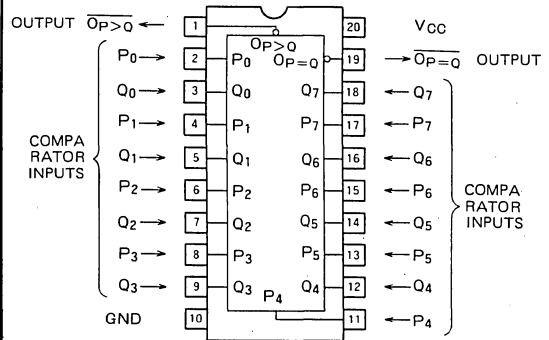 OUTPUT O̅P̅>̅Q̅ 1 20 VCC
OP>Q
P0 2 P0 OP=Q 19 O̅P̅=̅Q̅ OUTPUT
Q0 3 Q0 Q7 18 Q7
P1 4 P1 P7 17 P7
COMPA
RATOR
INPUTS
Q1 5 Q1 Q6 16 Q6
P2 6 P2 P6 15 P6
COMPA
RATOR
INPUTS
Q2 7 Q2 Q5 14 Q5
P3 8 P3 P5 13 P5
Q3 9 Q3 Q4 12 Q4
P4
GND 10 11 P4